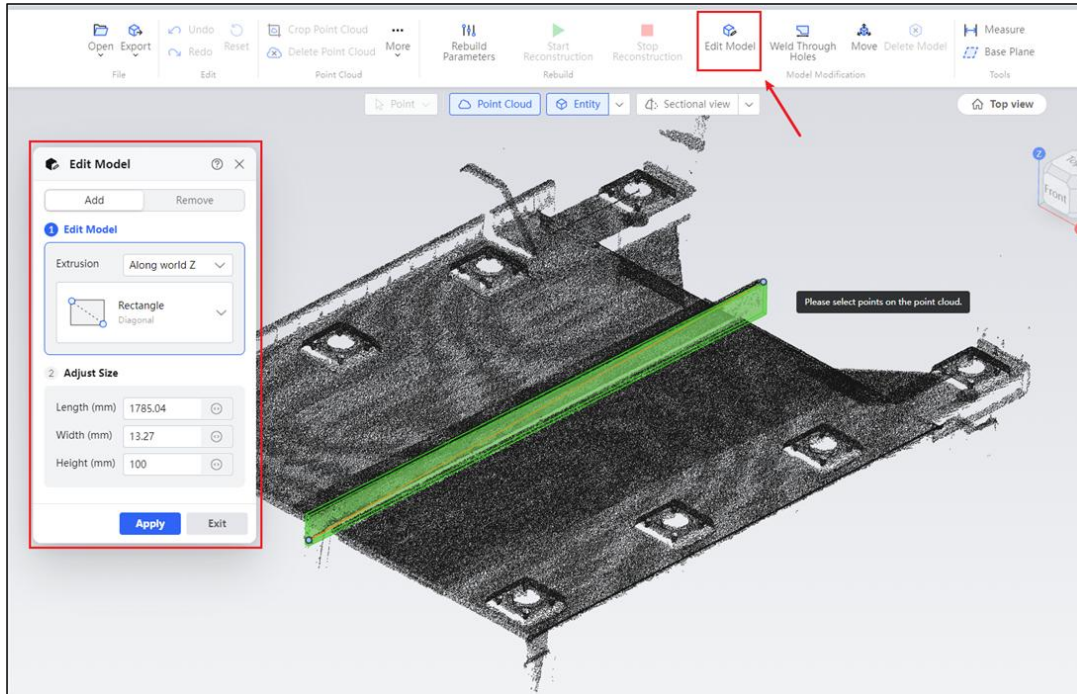 Open Export
File
Undo
Redo
Reset
Edit
Crop Point Cloud
Delete Point Cloud
More
Point Cloud
Rebuild
Parameters
Start
Reconstruction
Stop
Reconstruction
Rebuild
Edit Model
Weld Through
Holes
Move
Delete Model
Model Modification
Measure
Base Plane
Tools
Point
Point Cloud
Entity
Sectional view
Top view
Edit Model
Add
Remove
1 Edit Model
Extrusion
Along world Z
Rectangle
Diagonal
2 Adjust Size
Length (mm) 1785.04
Width (mm) 13.27
Height (mm) 100
Apply
Exit
Please select points on the point cloud.
Z
Front